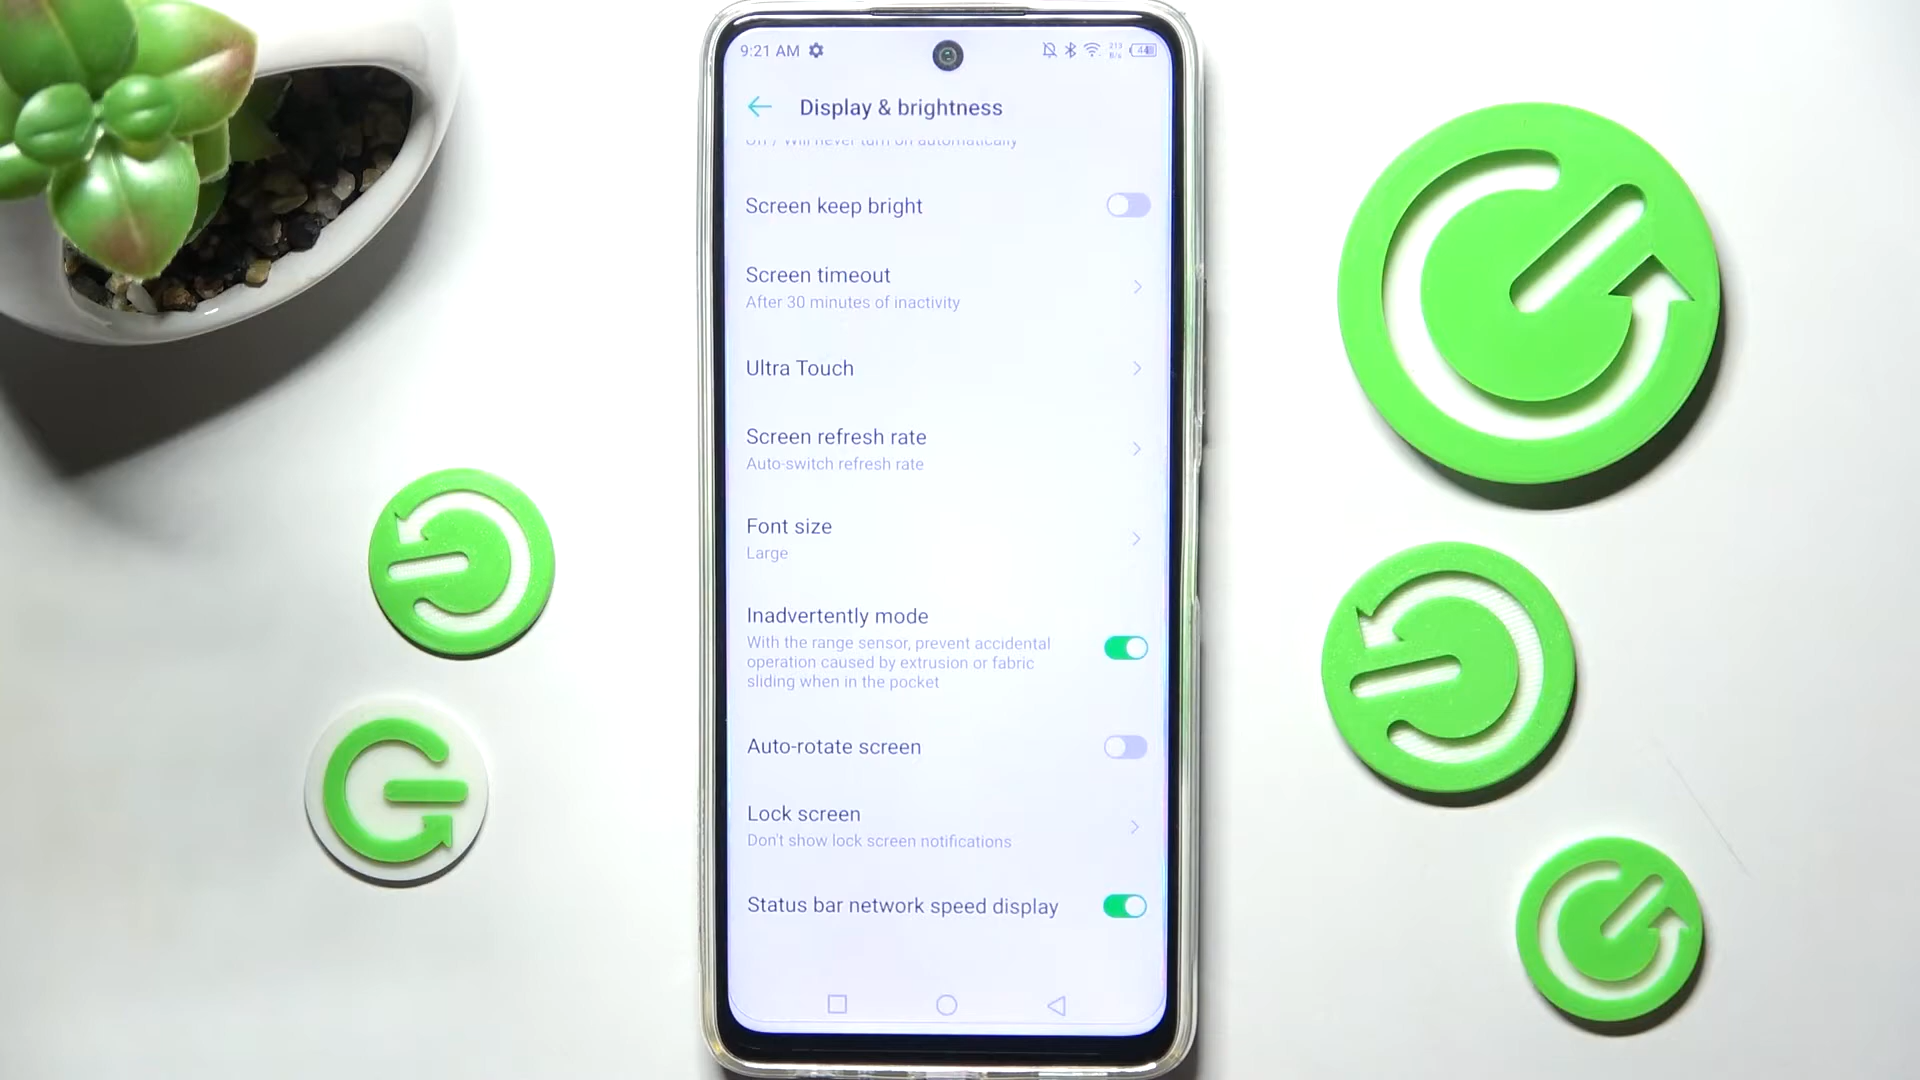 9:21 AM
213
B/s
44
Display & brightness
Off / Will never turn on automatically
Screen keep bright
Screen timeout
After 30 minutes of inactivity
Ultra Touch
Screen refresh rate
Auto-switch refresh rate
Font size
Large
Inadvertently mode
With the range sensor, prevent accidental
operation caused by extrusion or fabric
sliding when in the pocket
Auto-rotate screen
Lock screen
Don't show lock screen notifications
Status bar network speed display